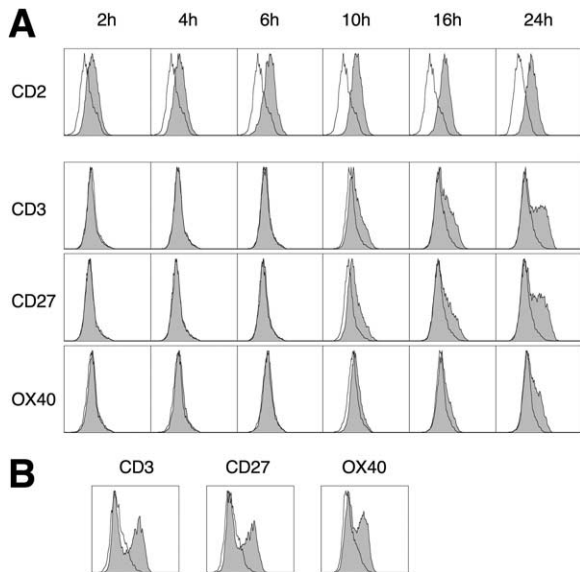 A
2h 4h 6h 10h 16h 24h
CD2
CD3
CD27
OX40
B
CD3 CD27 OX40